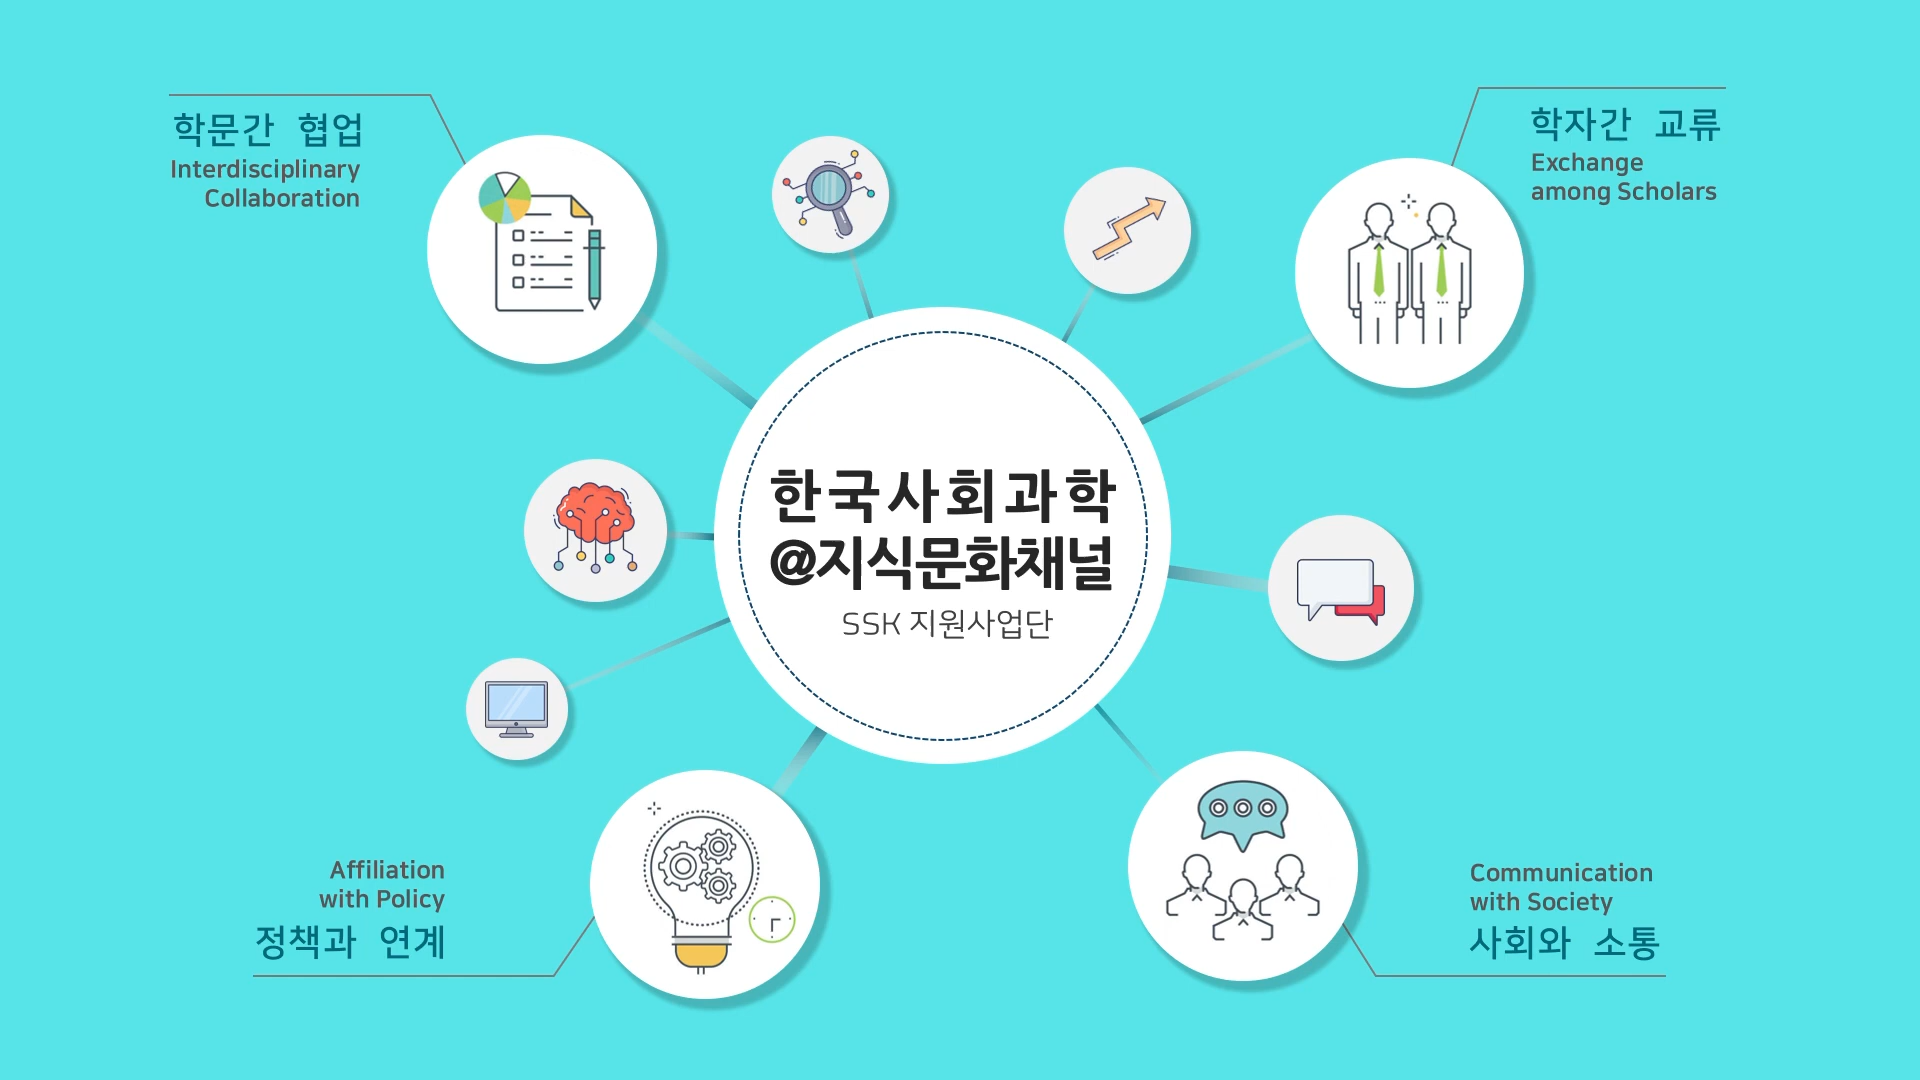 학문간 협업
Interdisciplinary
Collaboration
학자간 교류
Exchange
among Scholars
한국사회과학
@지식문화채널
SSK 지원사업단
Affiliation
with Policy
정책과 연계
Communication
with Society
사회와 소통